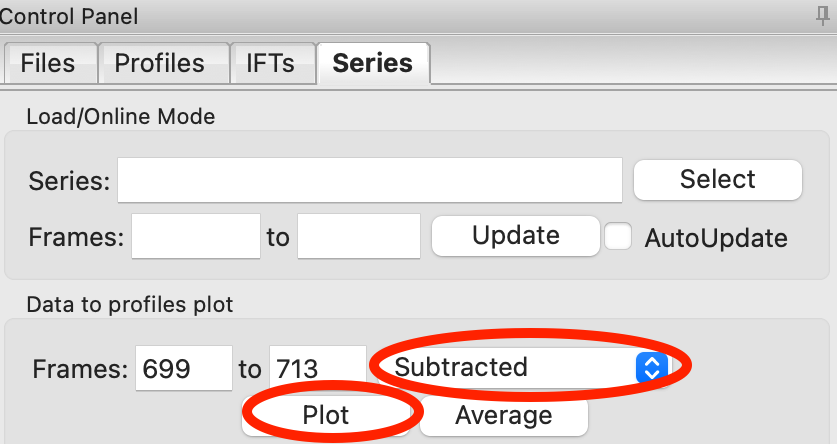 Control Panel
Files Profiles IFTs Series
Load/Online Mode
Series: Select
Frames: to Update AutoUpdate
Data to profiles plot
Frames: 699 to 713 Subtracted
Plot Average